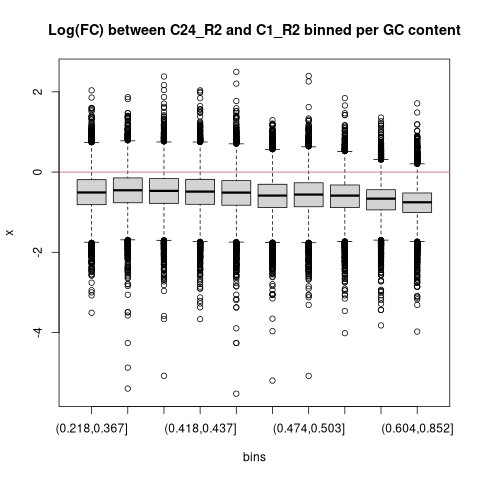 Log(FC) between C24_R2 and C1_R2 binned per GC content
2
0
-2
-4
x
(0.218,0.367] (0.418,0.437] (0.474,0.503] (0.604,0.852]
bins